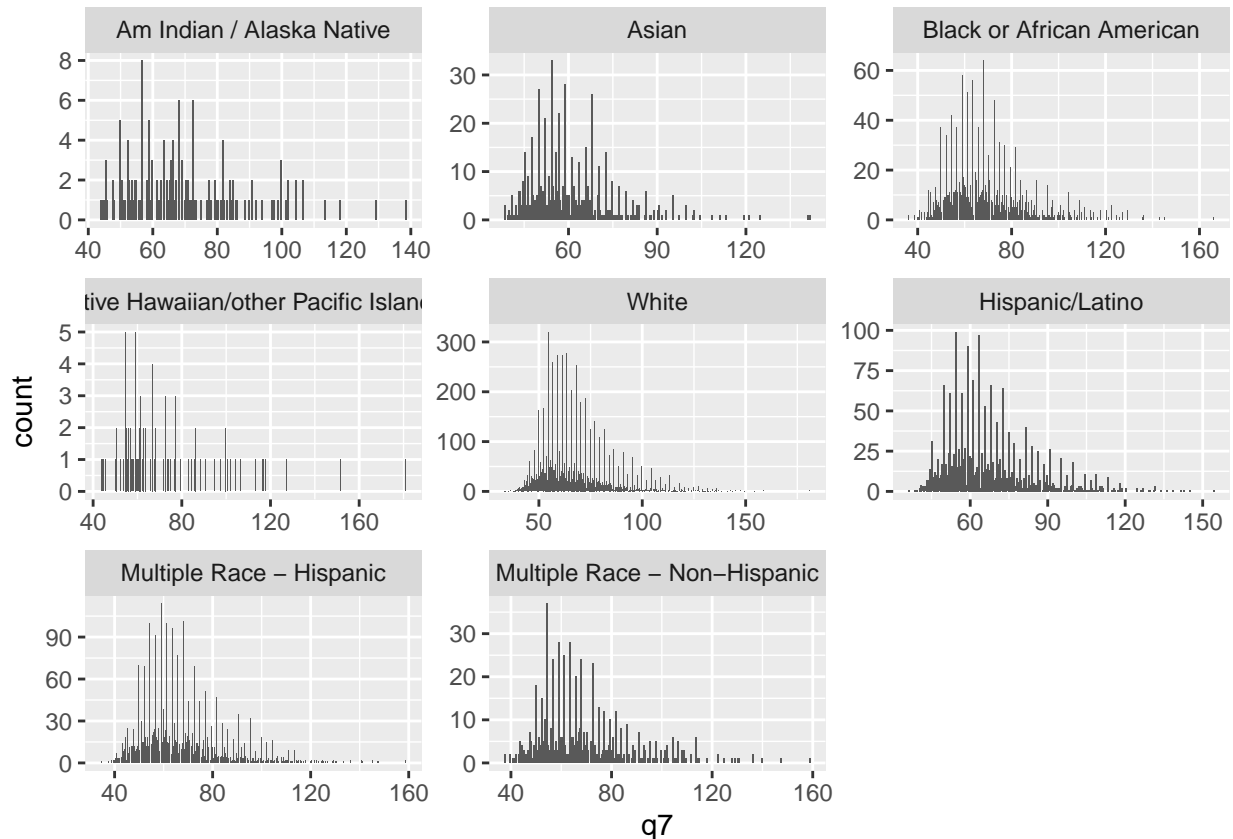 Am Indian / Alaska Native
8
6
4
2
0
40 60 80 100 120 140
Asian
30
20
10
0
60 90 120
Black or African American
60
40
20
0
40 80 120 160
tive Hawaiian/other Pacific Island
5
4
3
2
1
0
40 80 120 160
White
300
200
100
0
50 100 150
Hispanic/Latino
100
75
50
25
0
60 90 120 150
Multiple Race − Hispanic
90
60
30
0
40 80 120 160
Multiple Race − Non−Hispanic
30
20
10
0
40 80 120 160
count
q7